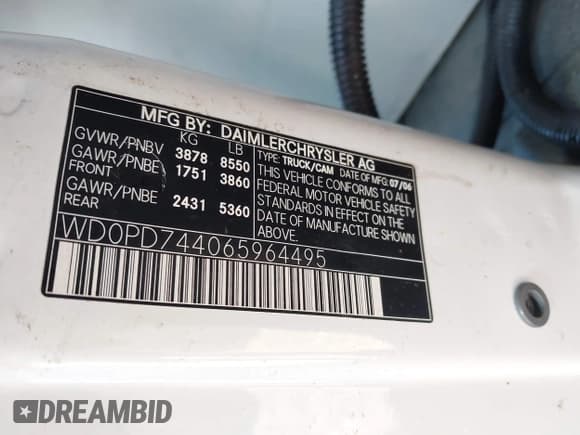 MFG BY: DAIMLERCHRYSLER AG
KG LB
GVWR/PNBV 3878 8550
GAWR/PNBE FRONT 1751 3860
GAWR/PNBE REAR 2431 5360
TYPE: TRUCK/CAM DATE OF MFG.07/06
THIS VEHICLE CONFORMS TO ALL
FEDERAL MOTOR VEHICLE SAFETY
STANDARDS IN EFFECT ON THE
DATE OF MANUFACTURE SHOWN
ABOVE.
WD0PD744065964495
DREAMBID